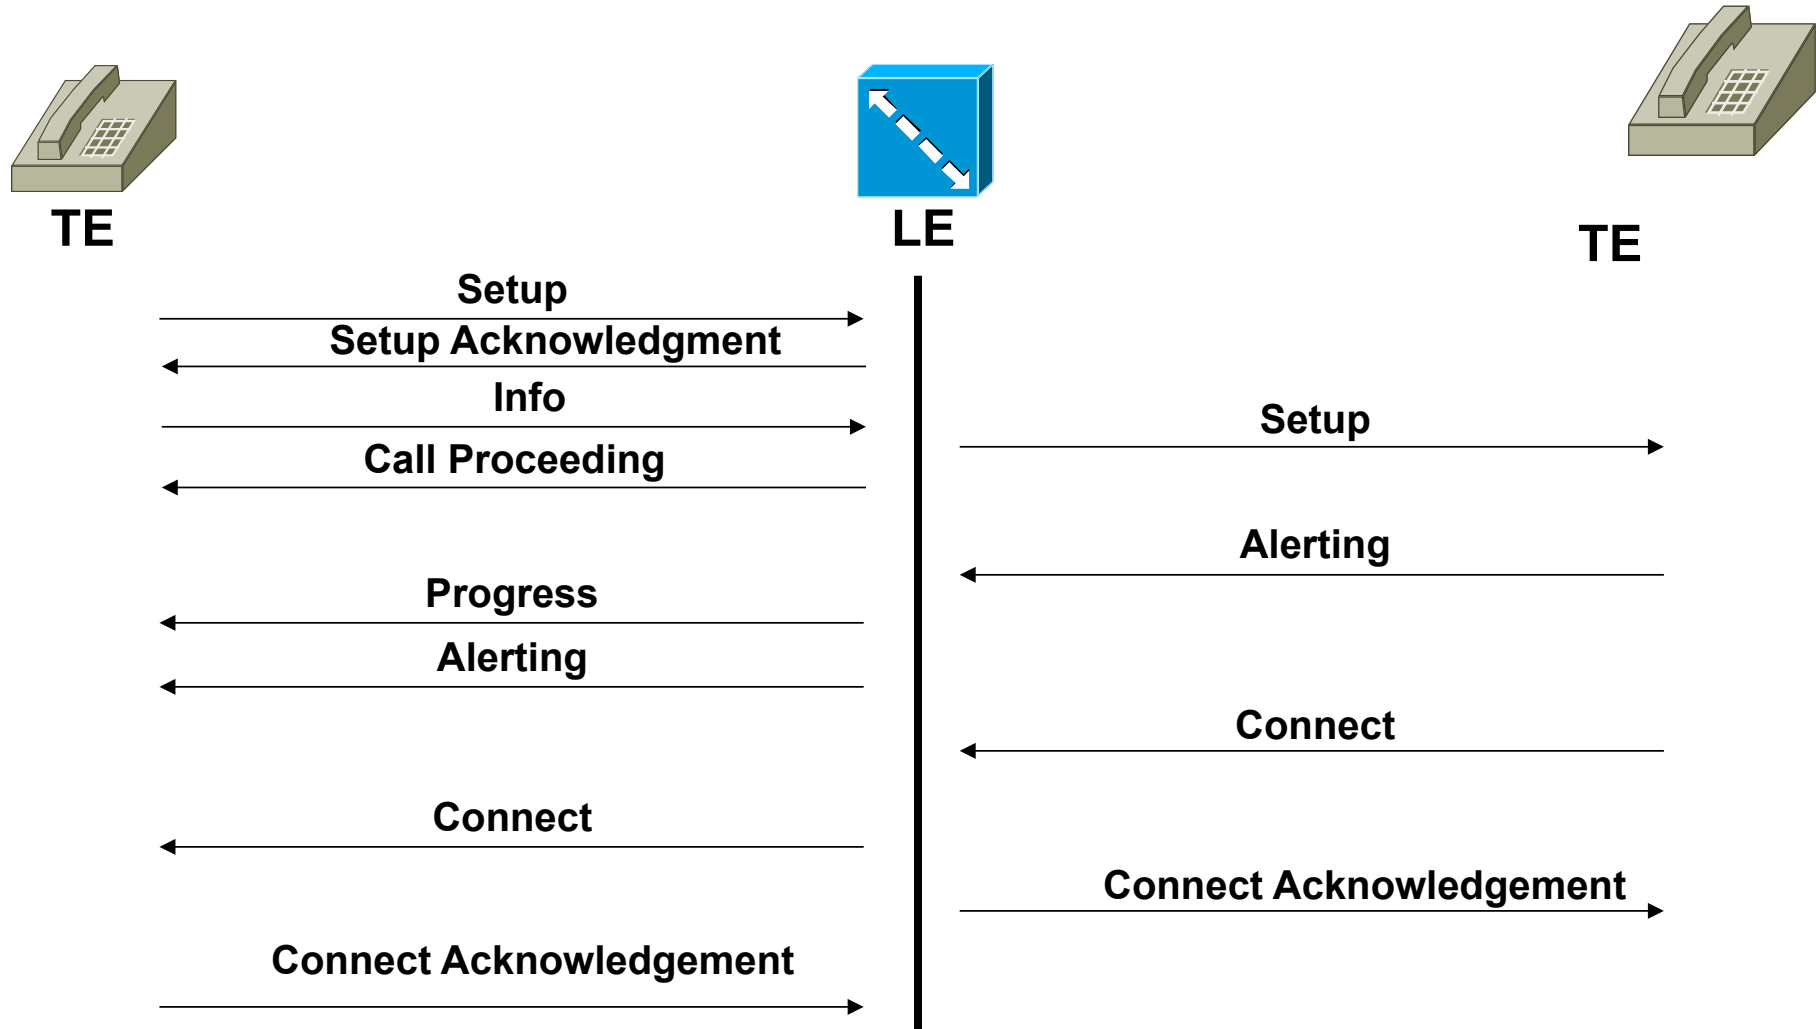 TE
LE
TE
Setup
Setup Acknowledgment
Info
Setup
Call Proceeding
Alerting
Progress
Alerting
Connect
Connect
Connect Acknowledgement
Connect Acknowledgement